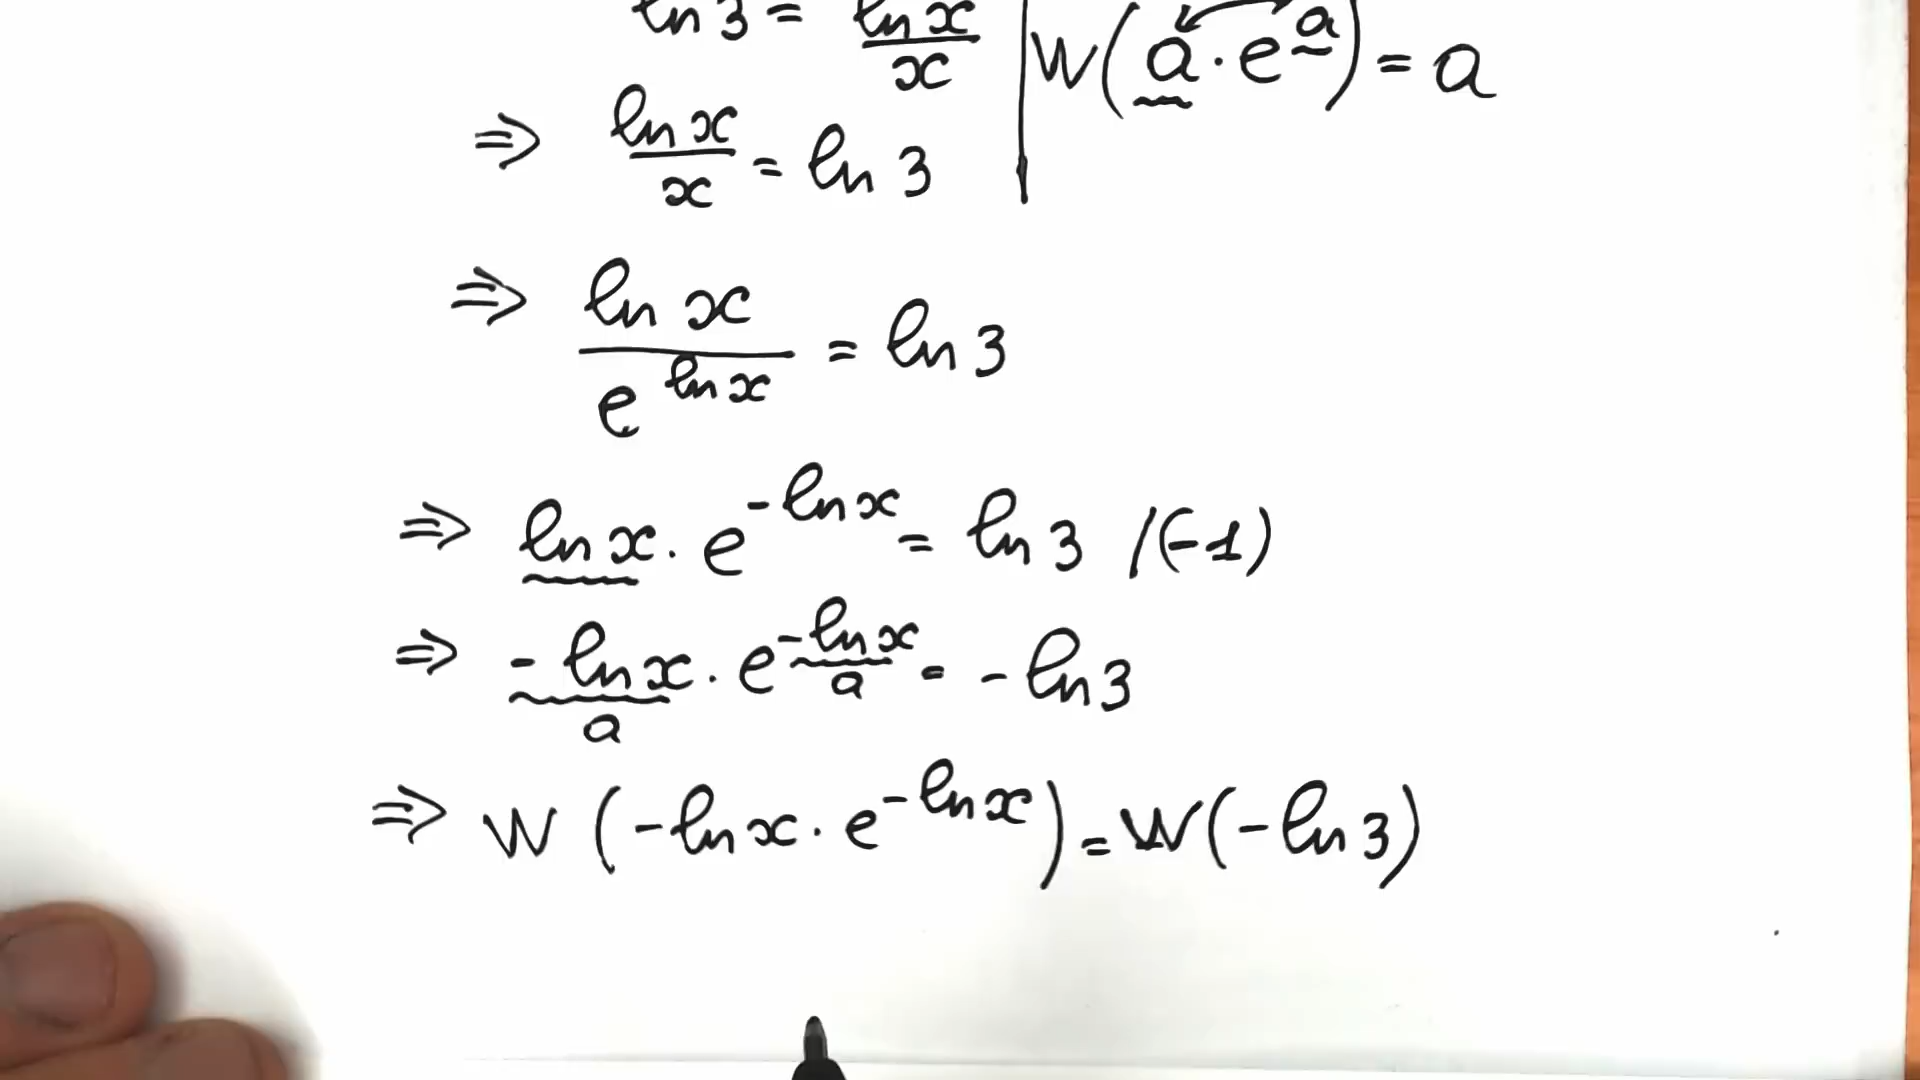 ln 3 = ln x / x
W(a · e^a) = a
⇒ ln x / x = ln 3
⇒ ln x / e^(ln x) = ln 3
⇒ ln x · e^(-ln x) = ln 3 /(-1)
⇒ -ln x · e^(-ln x) = - ln 3
a a
⇒ W (-ln x · e^(-ln x)) = W(-ln 3)